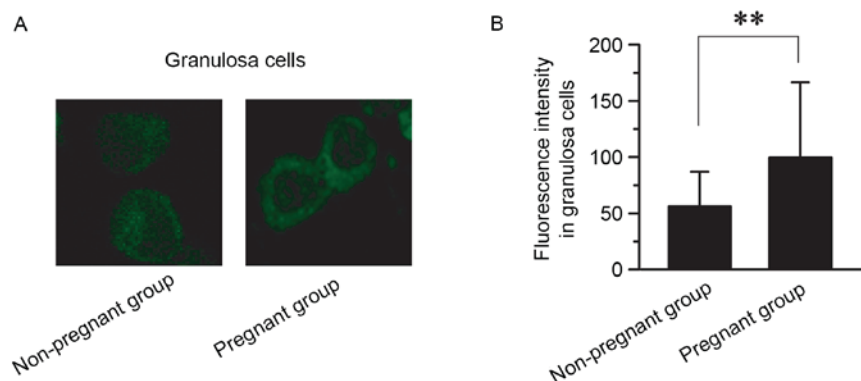 A
Granulosa cells
Non-pregnant group
Pregnant group
B
**
Fluorescence intensity
in granulosa cells
200
150
100
50
0
Non-pregnant group
Pregnant group